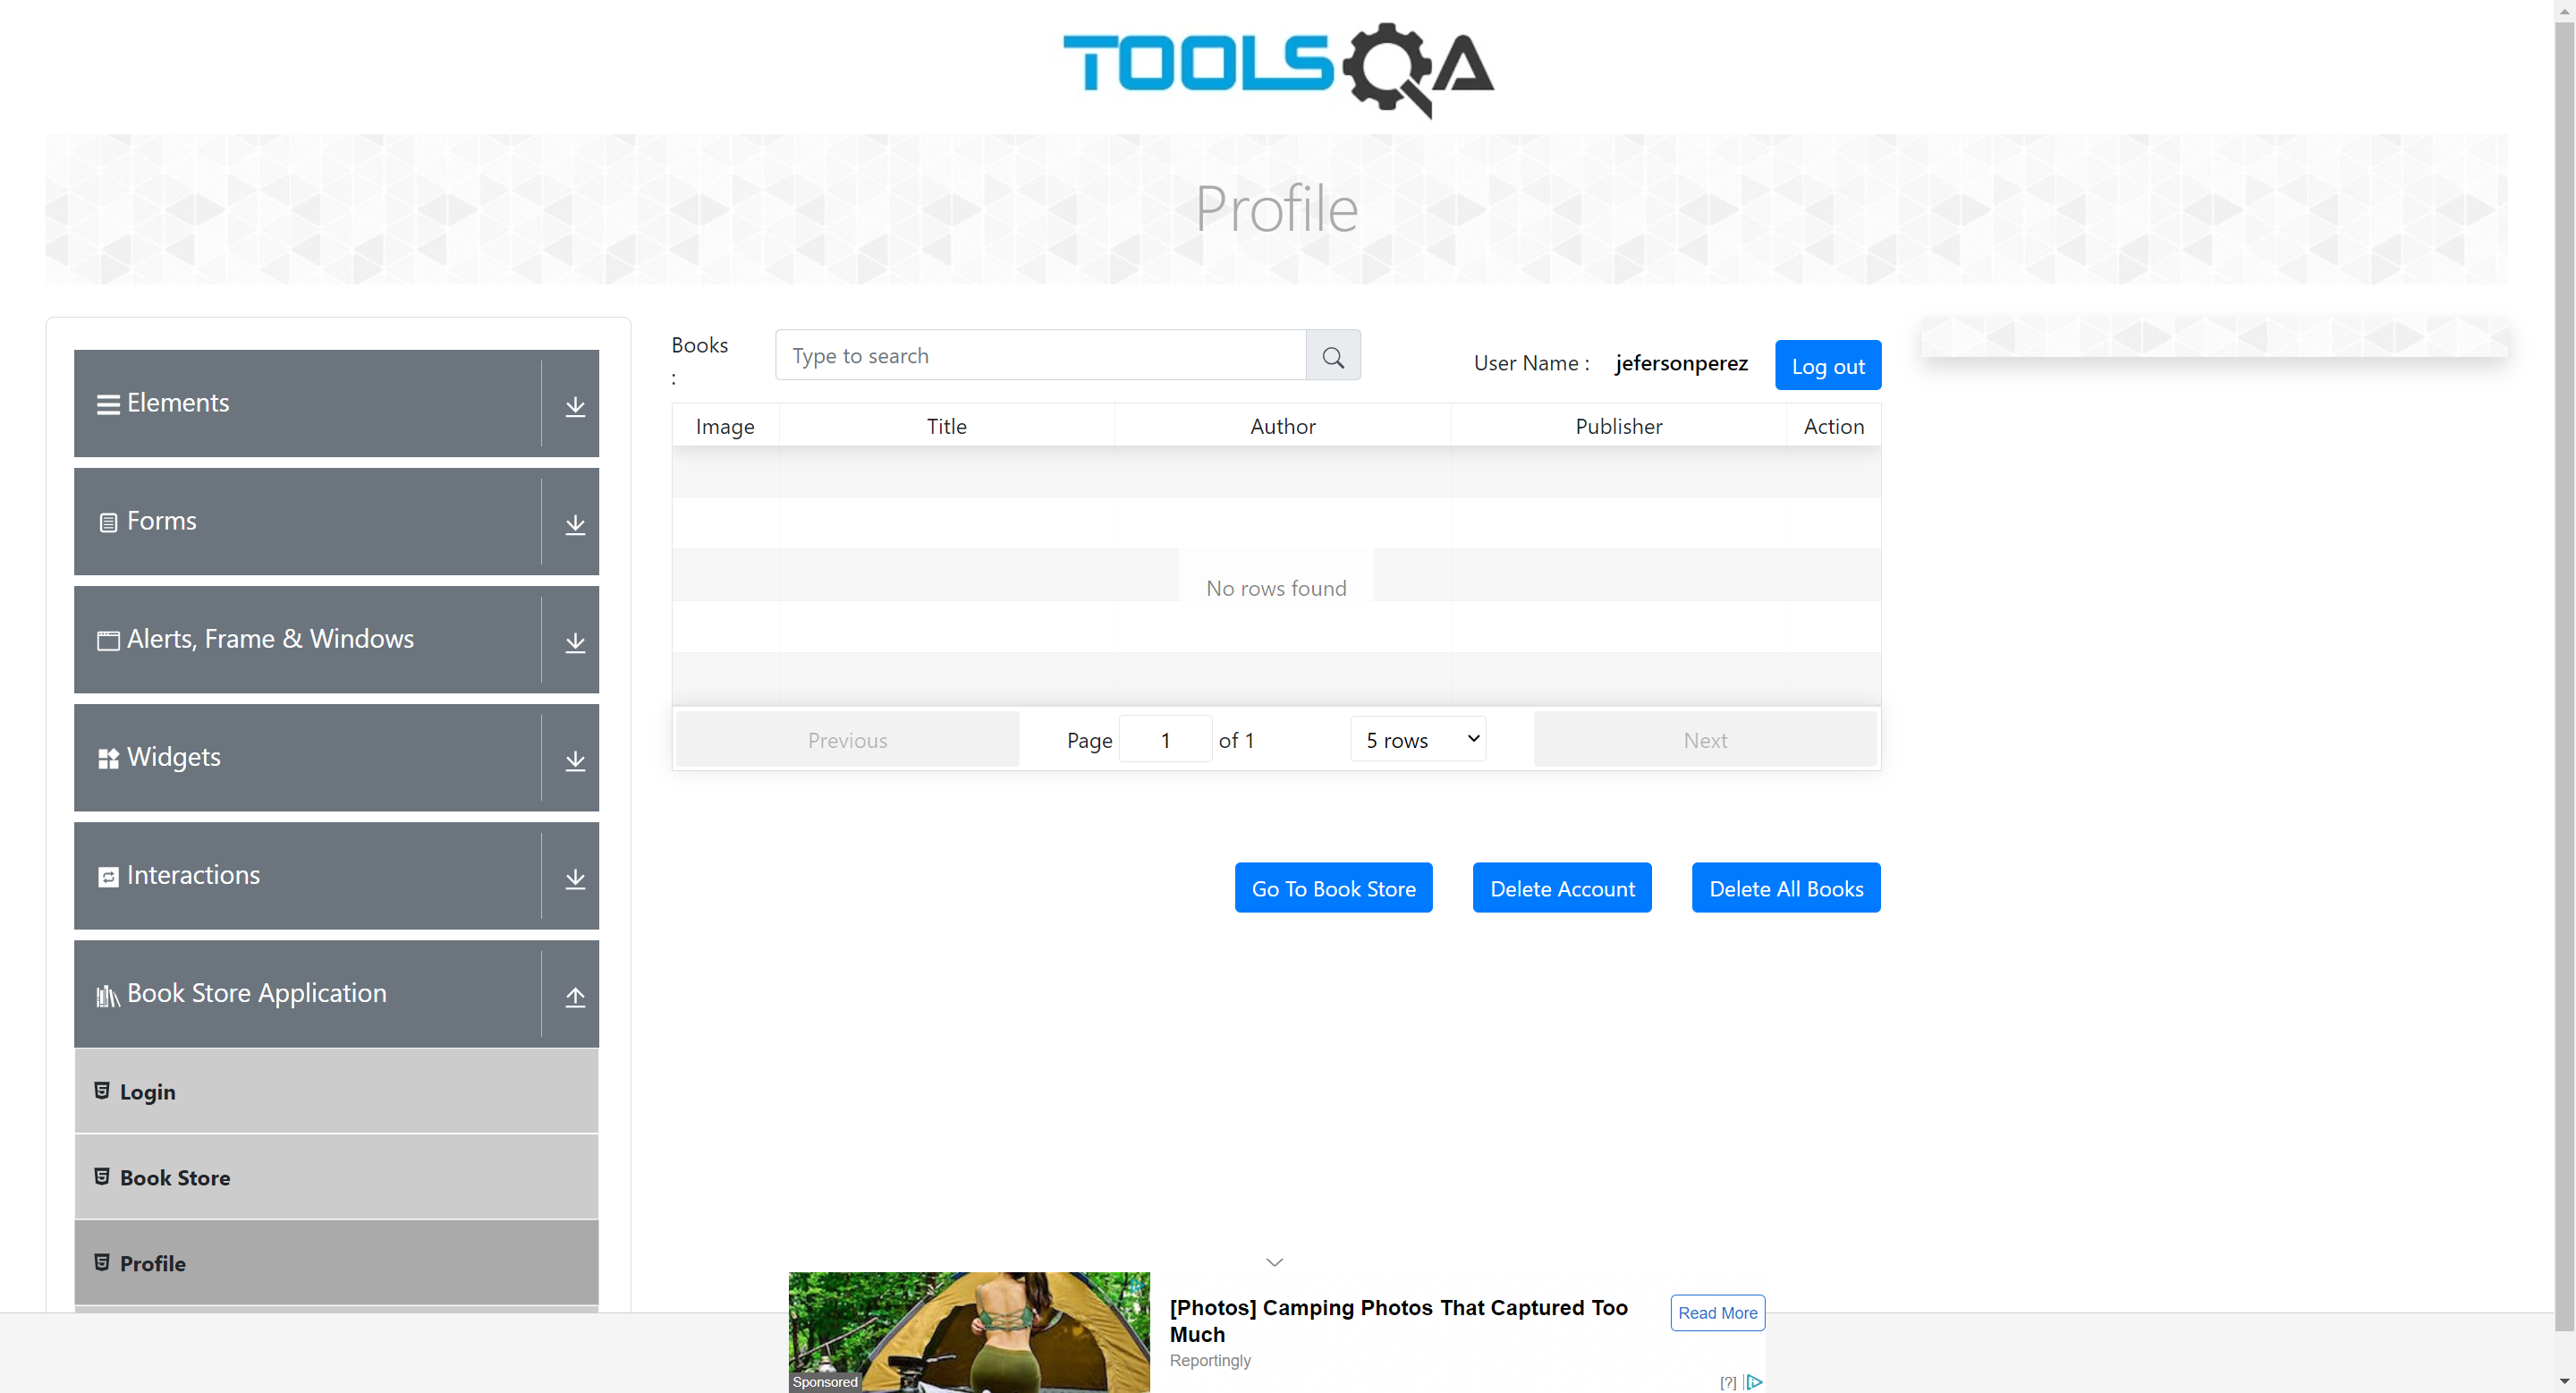 TOOLSQA
Profile
Elements
Forms
Alerts, Frame & Windows
Widgets
Interactions
Book Store Application
Login
Book Store
Profile
Books
:
Type to search
User Name : jefersonperez
Log out
Image Title Author Publisher Action
No rows found
Previous
Page 1 of 1
5 rows
Next
Go To Book Store
Delete Account
Delete All Books
[Photos] Camping Photos That Captured Too
Much
Reportingly
Read More
Sponsored
[?]